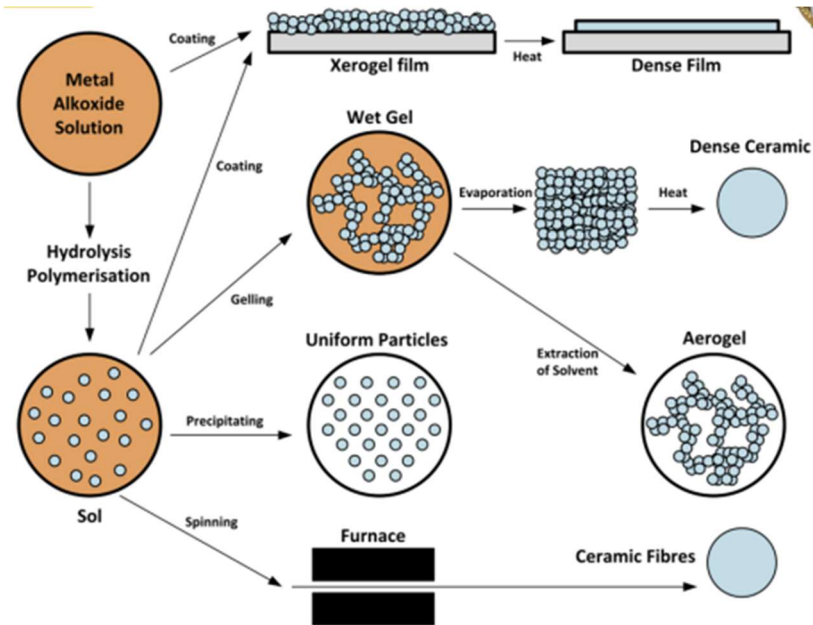 Metal
Alkoxide
Solution
Coating
Xerogel film
Heat
Dense Film
Hydrolysis
Polymerisation
Coating
Wet Gel
Evaporation
Heat
Dense Ceramic
Gelling
Extraction
of Solvent
Aerogel
Uniform Particles
Precipitating
Sol
Spinning
Furnace
Ceramic Fibres